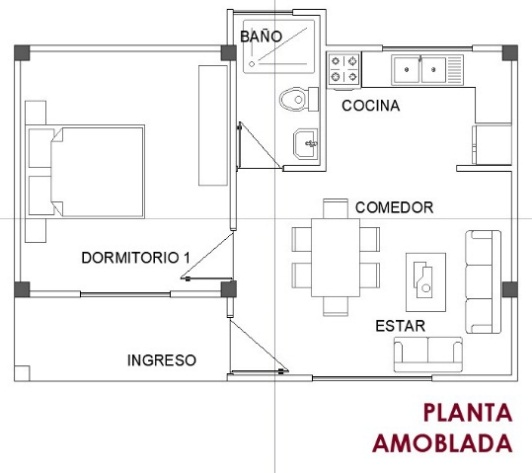 BAÑO
COCINA
COMEDOR
DORMITORIO 1
ESTAR
INGRESO
PLANTA
AMOBLADA